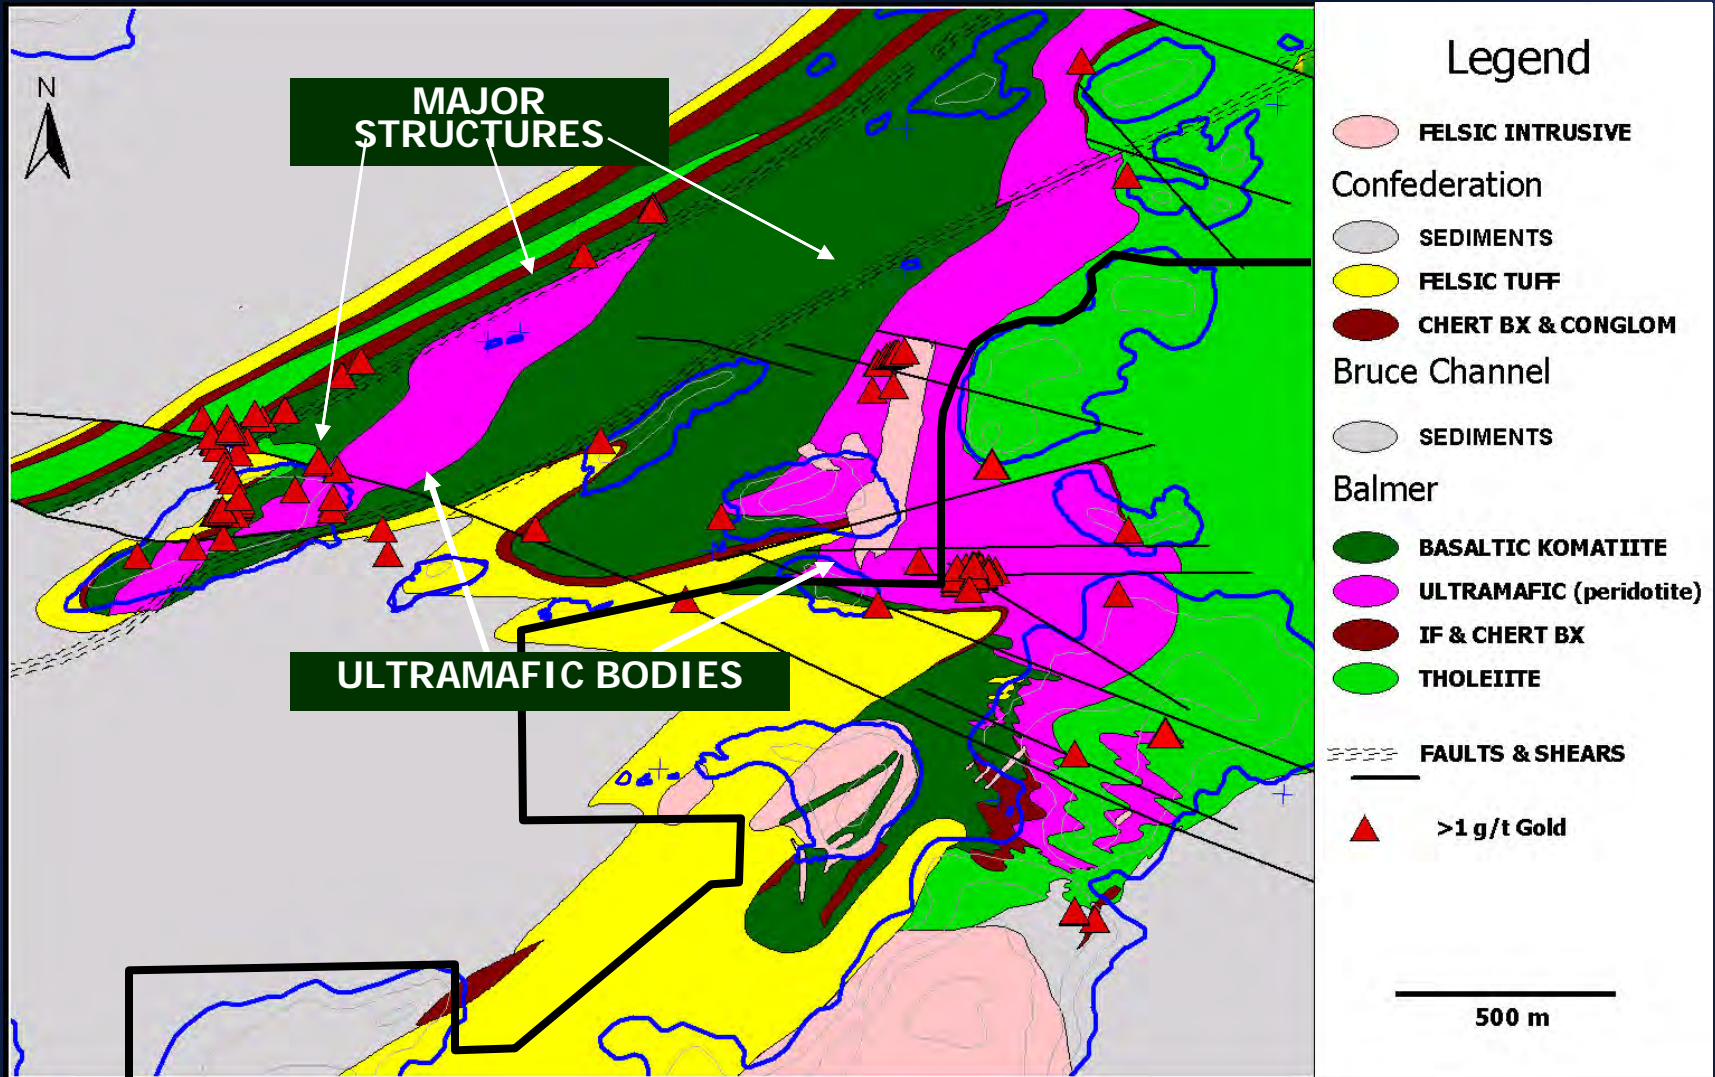 N
MAJOR
STRUCTURES
ULTRAMAFIC BODIES
Legend
FELSIC INTRUSIVE
Confederation
SEDIMENTS
FELSIC TUFF
CHERT BX & CONGLOM
Bruce Channel
SEDIMENTS
Balmer
BASALTIC KOMATIITE
ULTRAMAFIC (peridotite)
IF & CHERT BX
THOLEIITE
FAULTS & SHEARS
>1 g/t Gold
500 m